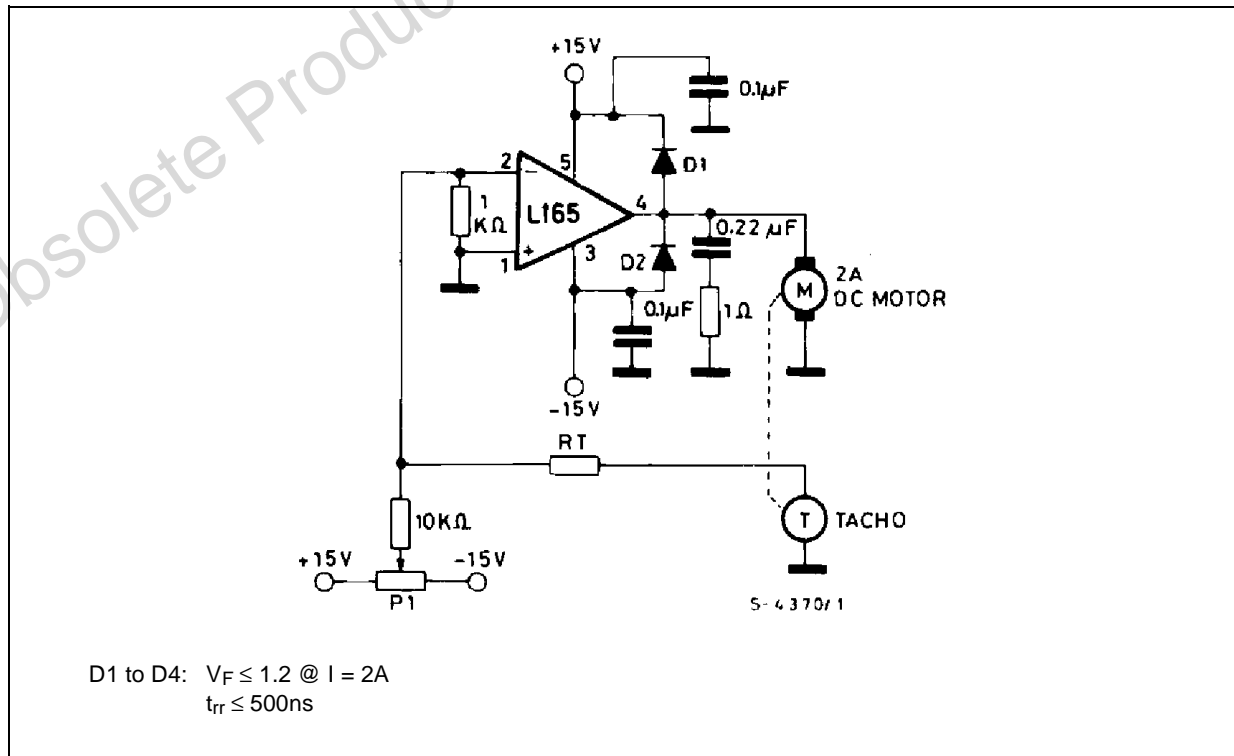 obsolete Produc
+15V
0.1µF
2
-
5
D1
1
KΩ
L165
4
0.22 µF
+
1
3
D2
0.1µF
1Ω
M
2A
DC MOTOR
-15V
RT
10KΩ
T
TACHO
+15V
-15V
P1
S-4370/1
D1 to D4: VF ≤ 1.2 @ I = 2A
trr ≤ 500ns